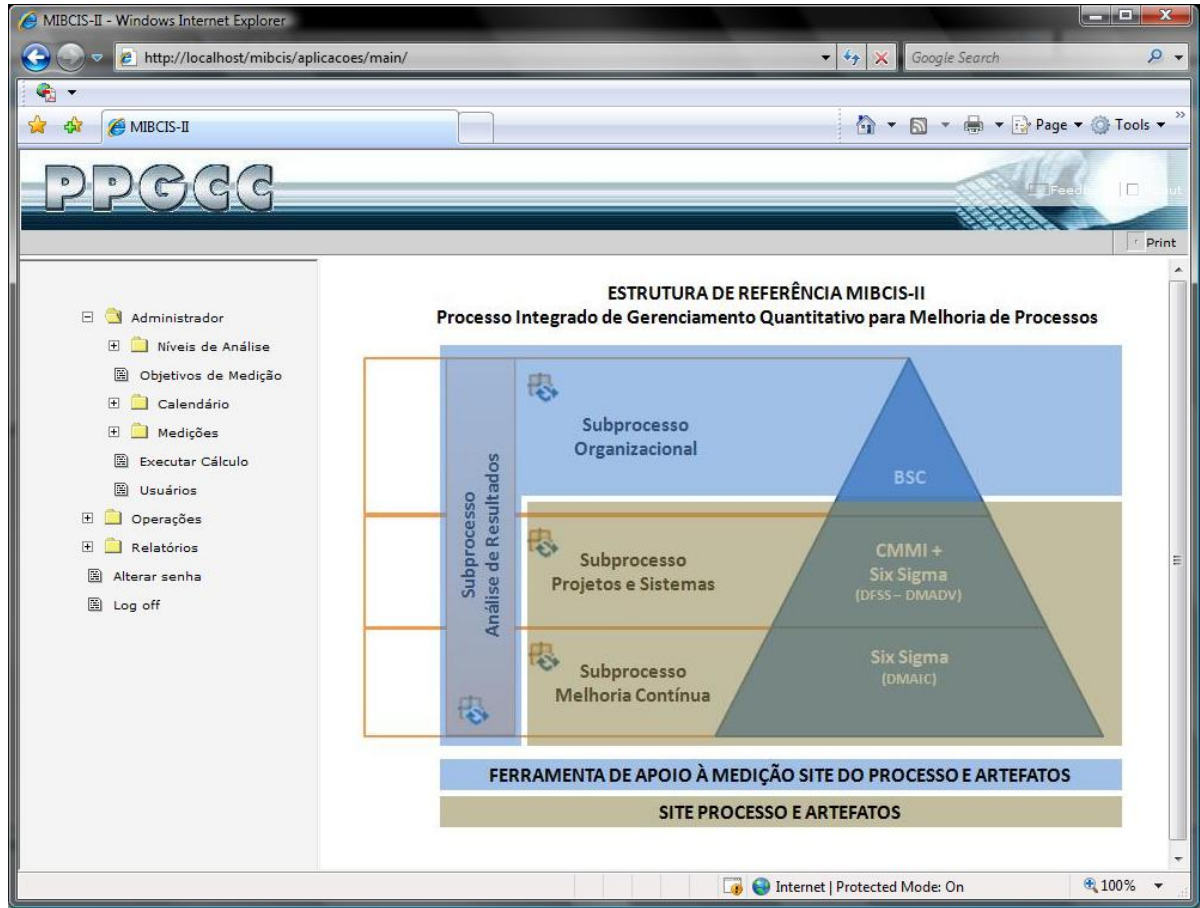 MIBCIS-II - Windows Internet Explorer
http://localhost/mibcis/aplicacoes/main/
Google Search
MIBCIS-II
Page
Tools
PPGCC
Print
Administrador
Níveis de Análise
Objetivos de Medição
Calendário
Medições
Executar Cálculo
Usuários
Operações
Relatórios
Alterar senha
Log off
ESTRUTURA DE REFERÊNCIA MIBCIS-II
Processo Integrado de Gerenciamento Quantitativo para Melhoria de Processos
Subprocesso
Análise de Resultados
Subprocesso
Organizacional
BSC
Subprocesso
Projetos e Sistemas
CMMI +
Six Sigma
(DFSS – DMADV)
Subprocesso
Melhoria Contínua
Six Sigma
(DMAIC)
FERRAMENTA DE APOIO À MEDIÇÃO SITE DO PROCESSO E ARTEFATOS
SITE PROCESSO E ARTEFATOS
Internet | Protected Mode: On
100%